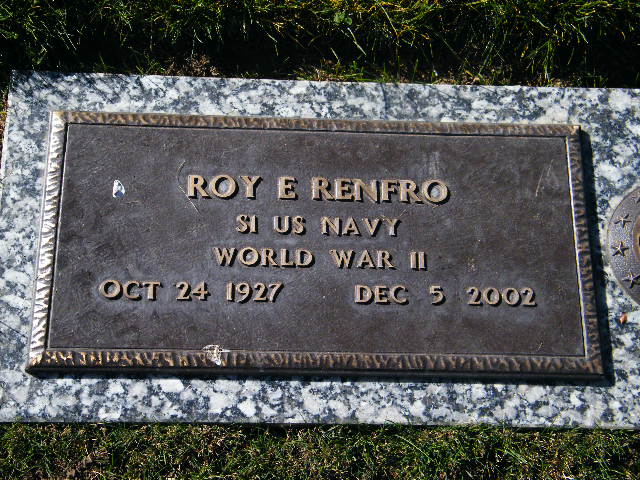 ROY E RENFRO
S1 US NAVY
WORLD WAR II
OCT 24 1927 DEC 5 2002